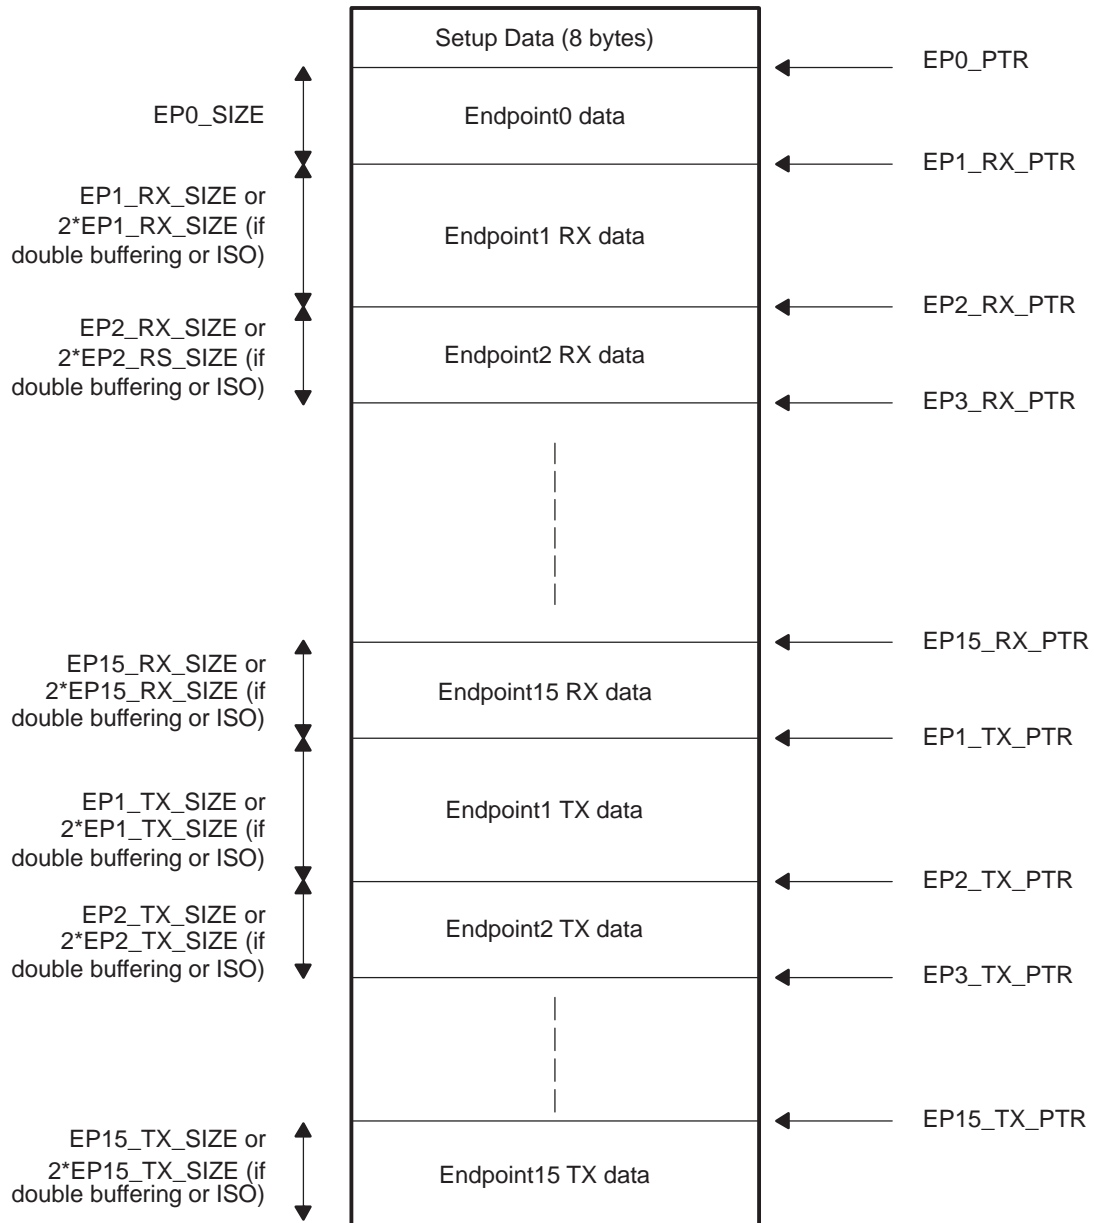 Setup Data (8 bytes)
EP0_PTR
EP0_SIZE
Endpoint0 data
EP1_RX_PTR
EP1_RX_SIZE or
2*EP1_RX_SIZE (if
double buffering or ISO)
Endpoint1 RX data
EP2_RX_PTR
EP2_RX_SIZE or
2*EP2_RS_SIZE (if
double buffering or ISO)
Endpoint2 RX data
EP3_RX_PTR
EP15_RX_PTR
EP15_RX_SIZE or
2*EP15_RX_SIZE (if
double buffering or ISO)
Endpoint15 RX data
EP1_TX_PTR
EP1_TX_SIZE or
2*EP1_TX_SIZE (if
double buffering or ISO)
Endpoint1 TX data
EP2_TX_PTR
EP2_TX_SIZE or
2*EP2_TX_SIZE (if
double buffering or ISO)
Endpoint2 TX data
EP3_TX_PTR
EP15_TX_PTR
EP15_TX_SIZE or
2*EP15_TX_SIZE (if
double buffering or ISO)
Endpoint15 TX data